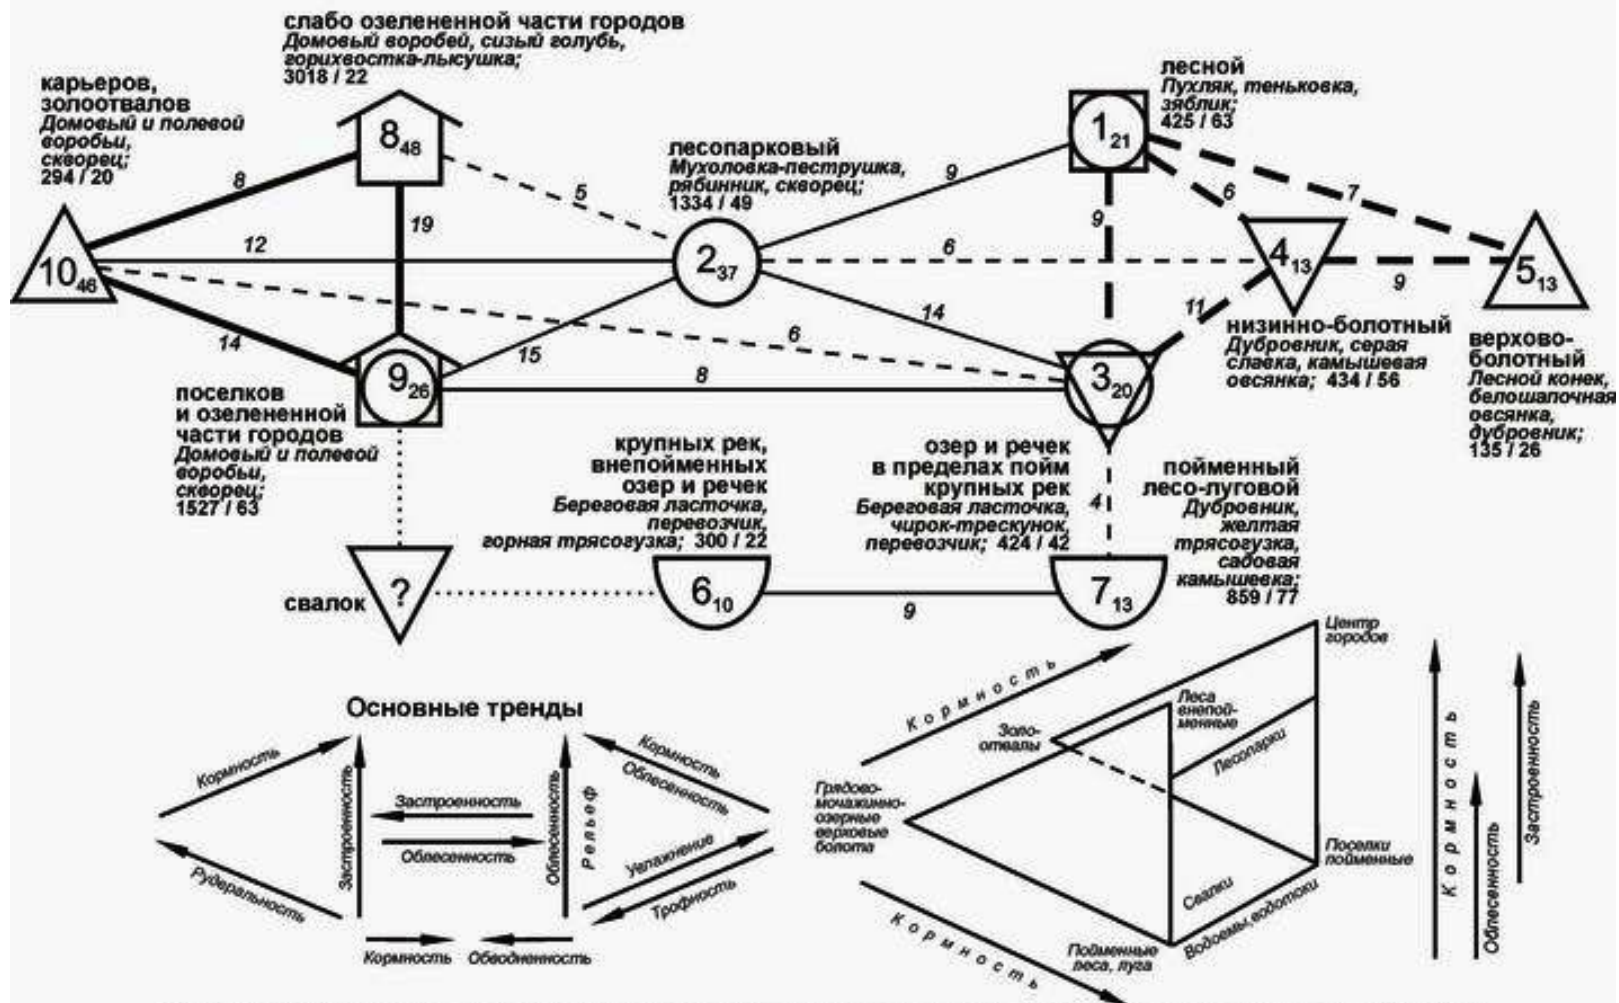 слабо озелененной части городов
Домовый воробей, сизый голубь,
горихвостка-лысушка;
3018 / 22
карьеров,
золоотвалов
Домовый и полевой
воробьи,
скворец;
294 / 20
8 48
лесной
Пухляк, теньковка,
зяблик;
425 / 63
1 21
лесопарковый
Мухоловка-пеструшка,
рябинник, скворец;
1334 / 49
8
5
9
9
6
7
19
12
6
10 46
2 37
4 13
5 13
9
14
11
6
14
15
8
9 26
3 20
низинно-болотный
Дубровник, серая
славка, камышевая
овсянка; 434 / 56
верхово-
болотный
Лесной конек,
белошапочная
овсянка,
дубровник;
135 / 26
поселков
и озелененной
части городов
Домовый и полевой
воробьи,
скворец;
1527 / 63
крупных рек,
внепойменных
озер и речек
Береговая ласточка,
перевозчик,
горная трясогузка; 300 / 22
озер и речек
в пределах пойм
крупных рек
Береговая ласточка,
чирок-трескунок,
перевозчик; 424 / 42
4
пойменный
лесо-луговой
Дубровник,
желтая
трясогузка,
садовая
камышевка;
859 / 77
свалок
?
6 10
9
7 13
Основные тренды
Кормность
Рудеральность
Застроенность
Застроенность
Облесенность
Облесенность
Рельеф
Кормность
Облесенность
Увлажнение
Трофность
Кормность
Обводненность
Кормность
Центр
городов
Леса
внепой-
менные
Золо-
отвалы
Лесопарки
Грядово-
мочажинно-
озерные
верховые
болота
Поселки
пойменные
Свалки
Водоемы, водотоки
Пойменные
леса, луга
Кормность
Кормность
Облесенность
Застроенность